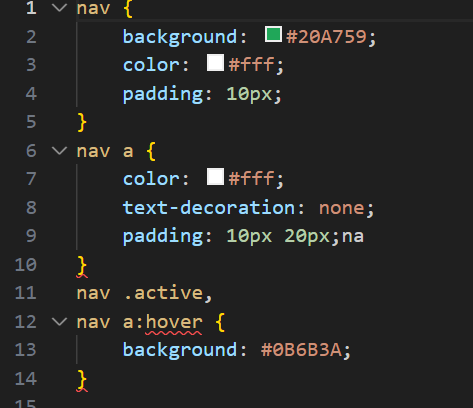 1 nav {
2 background: #20A759;
3 color: #fff;
4 padding: 10px;
5 }
6 nav a {
7 color: #fff;
8 text-decoration: none;
9 padding: 10px 20px;na
10 }
11 nav .active,
12 nav a:hover {
13 background: #0B6B3A;
14 }
15